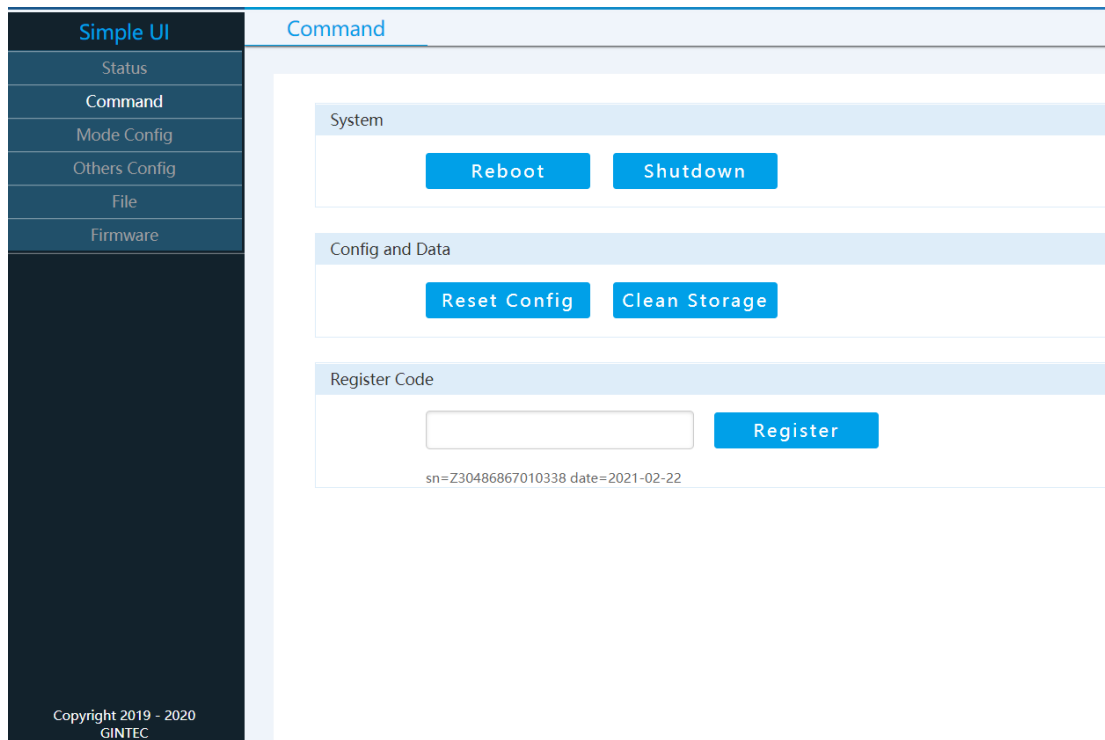 Simple UI
Status
Command
Mode Config
Others Config
File
Firmware
Copyright 2019 - 2020
GINTEC
Command
System
Reboot Shutdown
Config and Data
Reset Config Clean Storage
Register Code
Register
sn=Z30486867010338 date=2021-02-22